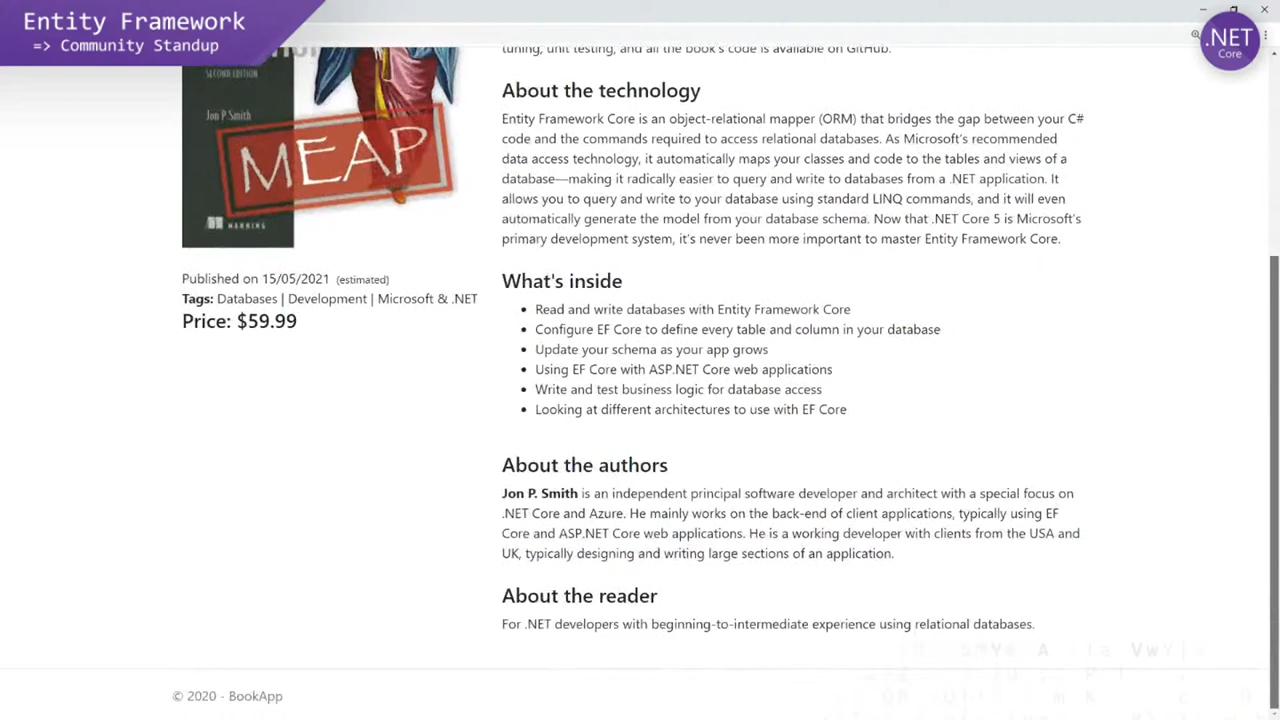 Entity Framework
=> Community Standup
.NET
Core
SECOND EDITION
Jon P. Smith
MEAP
MANNING
Published on 15/05/2021 (estimated)
Tags: Databases | Development | Microsoft & .NET
Price: $59.99
tuning, unit testing, and all the book's code is available on GitHub.
About the technology
Entity Framework Core is an object-relational mapper (ORM) that bridges the gap between your C#
code and the commands required to access relational databases. As Microsoft's recommended
data access technology, it automatically maps your classes and code to the tables and views of a
database—making it radically easier to query and write to databases from a .NET application. It
allows you to query and write to your database using standard LINQ commands, and it will even
automatically generate the model from your database schema. Now that .NET Core 5 is Microsoft's
primary development system, it's never been more important to master Entity Framework Core.
What's inside
• Read and write databases with Entity Framework Core
• Configure EF Core to define every table and column in your database
• Update your schema as your app grows
• Using EF Core with ASP.NET Core web applications
• Write and test business logic for database access
• Looking at different architectures to use with EF Core
About the authors
Jon P. Smith is an independent principal software developer and architect with a special focus on
.NET Core and Azure. He mainly works on the back-end of client applications, typically using EF
Core and ASP.NET Core web applications. He is a working developer with clients from the USA and
UK, typically designing and writing large sections of an application.
About the reader
For .NET developers with beginning-to-intermediate experience using relational databases.
© 2020 - BookApp